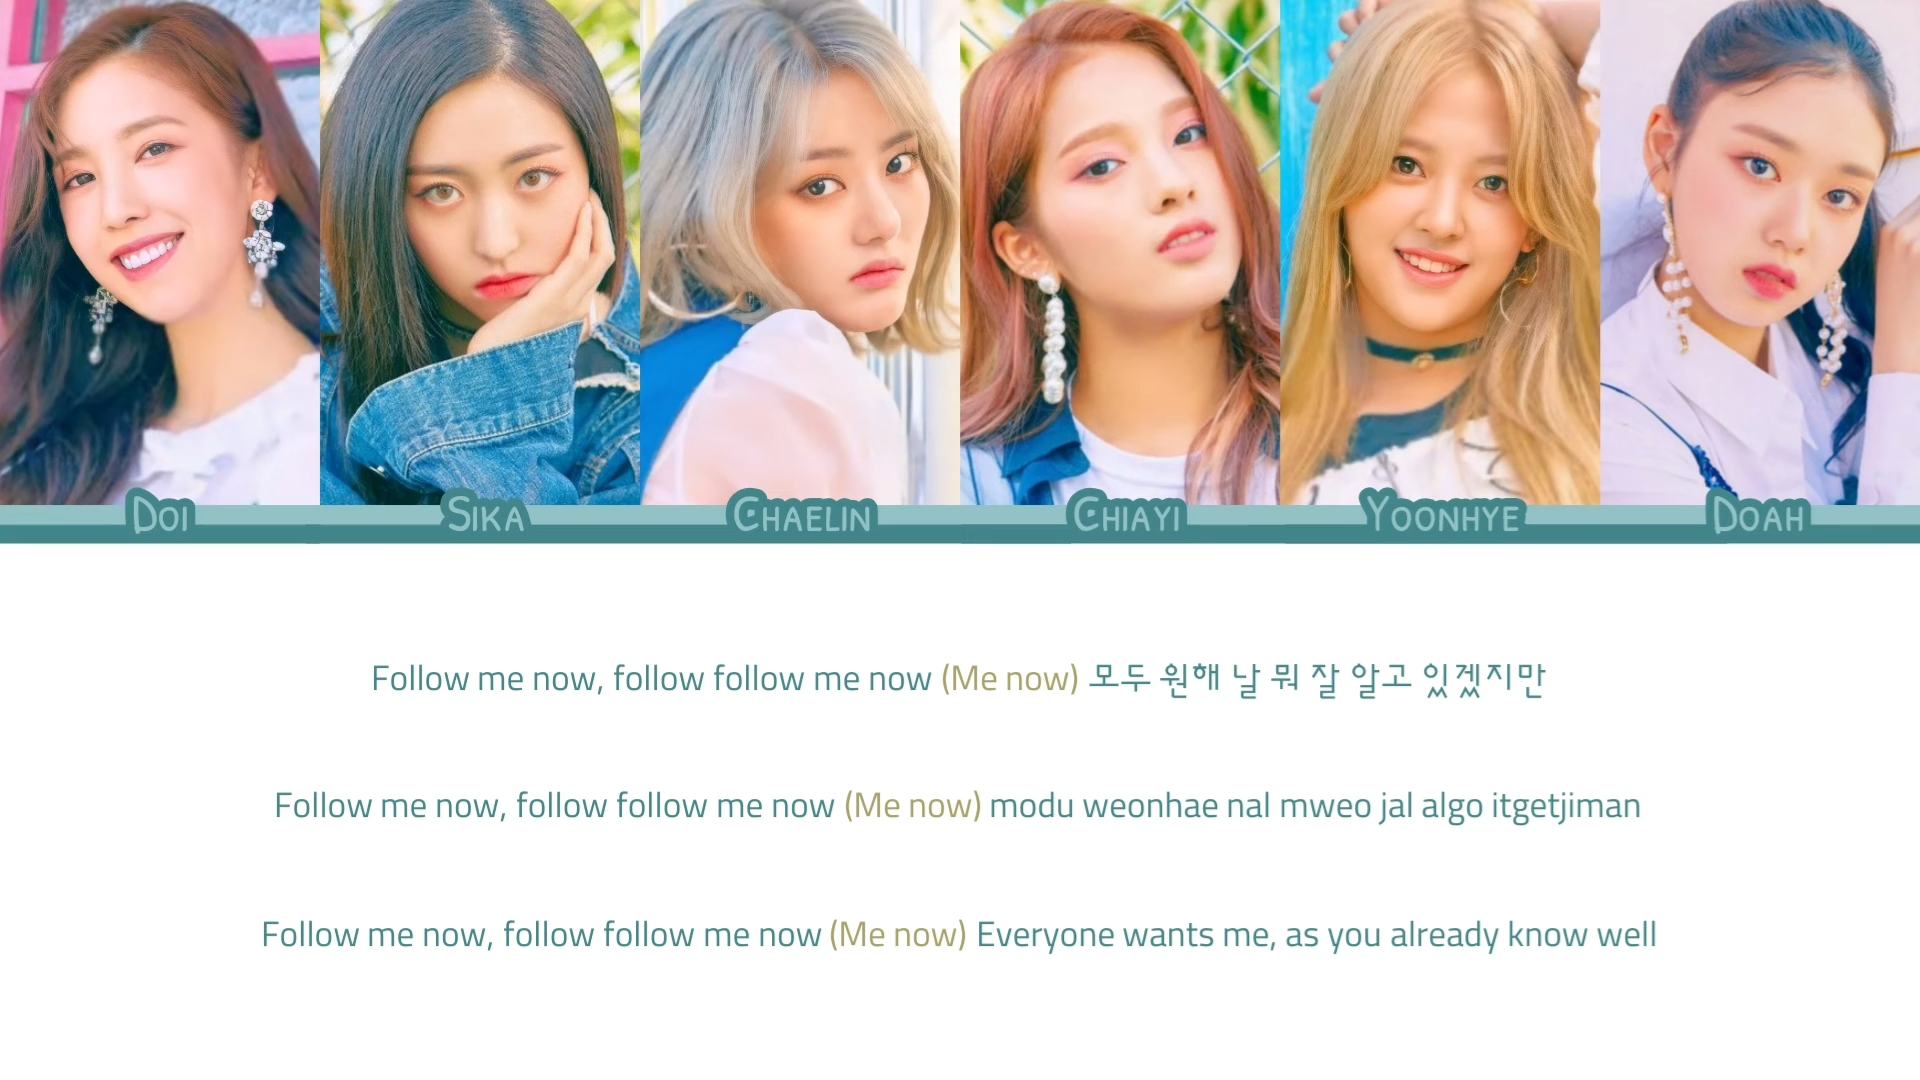 Doi
Sika
Chaelin
Chiayi
Yoonhye
Doah
Follow me now, follow follow me now (Me now) 모두 원해 날 뭐 잘 알고 있겠지만
Follow me now, follow follow me now (Me now) modu weonhae nal mweo jal algo itgetjiman
Follow me now, follow follow me now (Me now) Everyone wants me, as you already know well